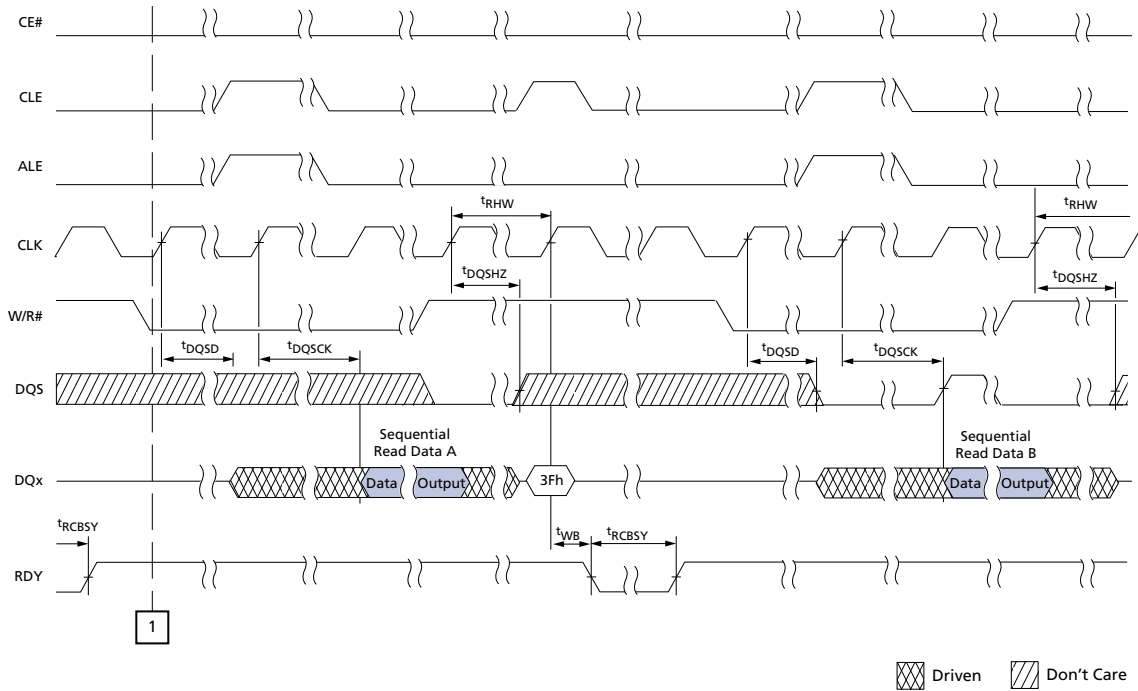 CE#
CLE
ALE
tRHW
tRHW
CLK
tDQSHZ
tDQSHZ
W/R#
tDQSD
tDQSCK
tDQSD
tDQSCK
DQS
Sequential
Read Data A
Sequential
Read Data B
DQx
Data
Output
3Fh
Data
Output
tRCBSY
tWB
tRCBSY
RDY
1
Driven
Don't Care